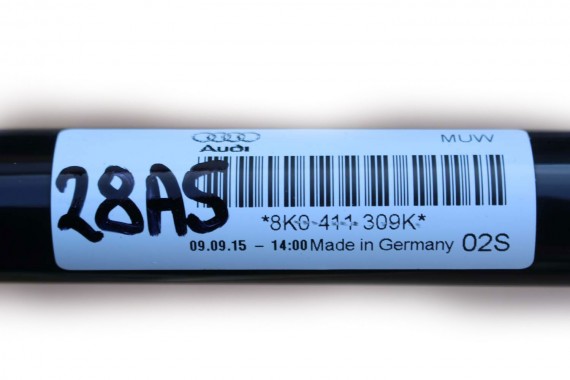 MUW
Audi
28AS
*8K0 411 309K*
09.09.15 - 14:00 Made in Germany 02S